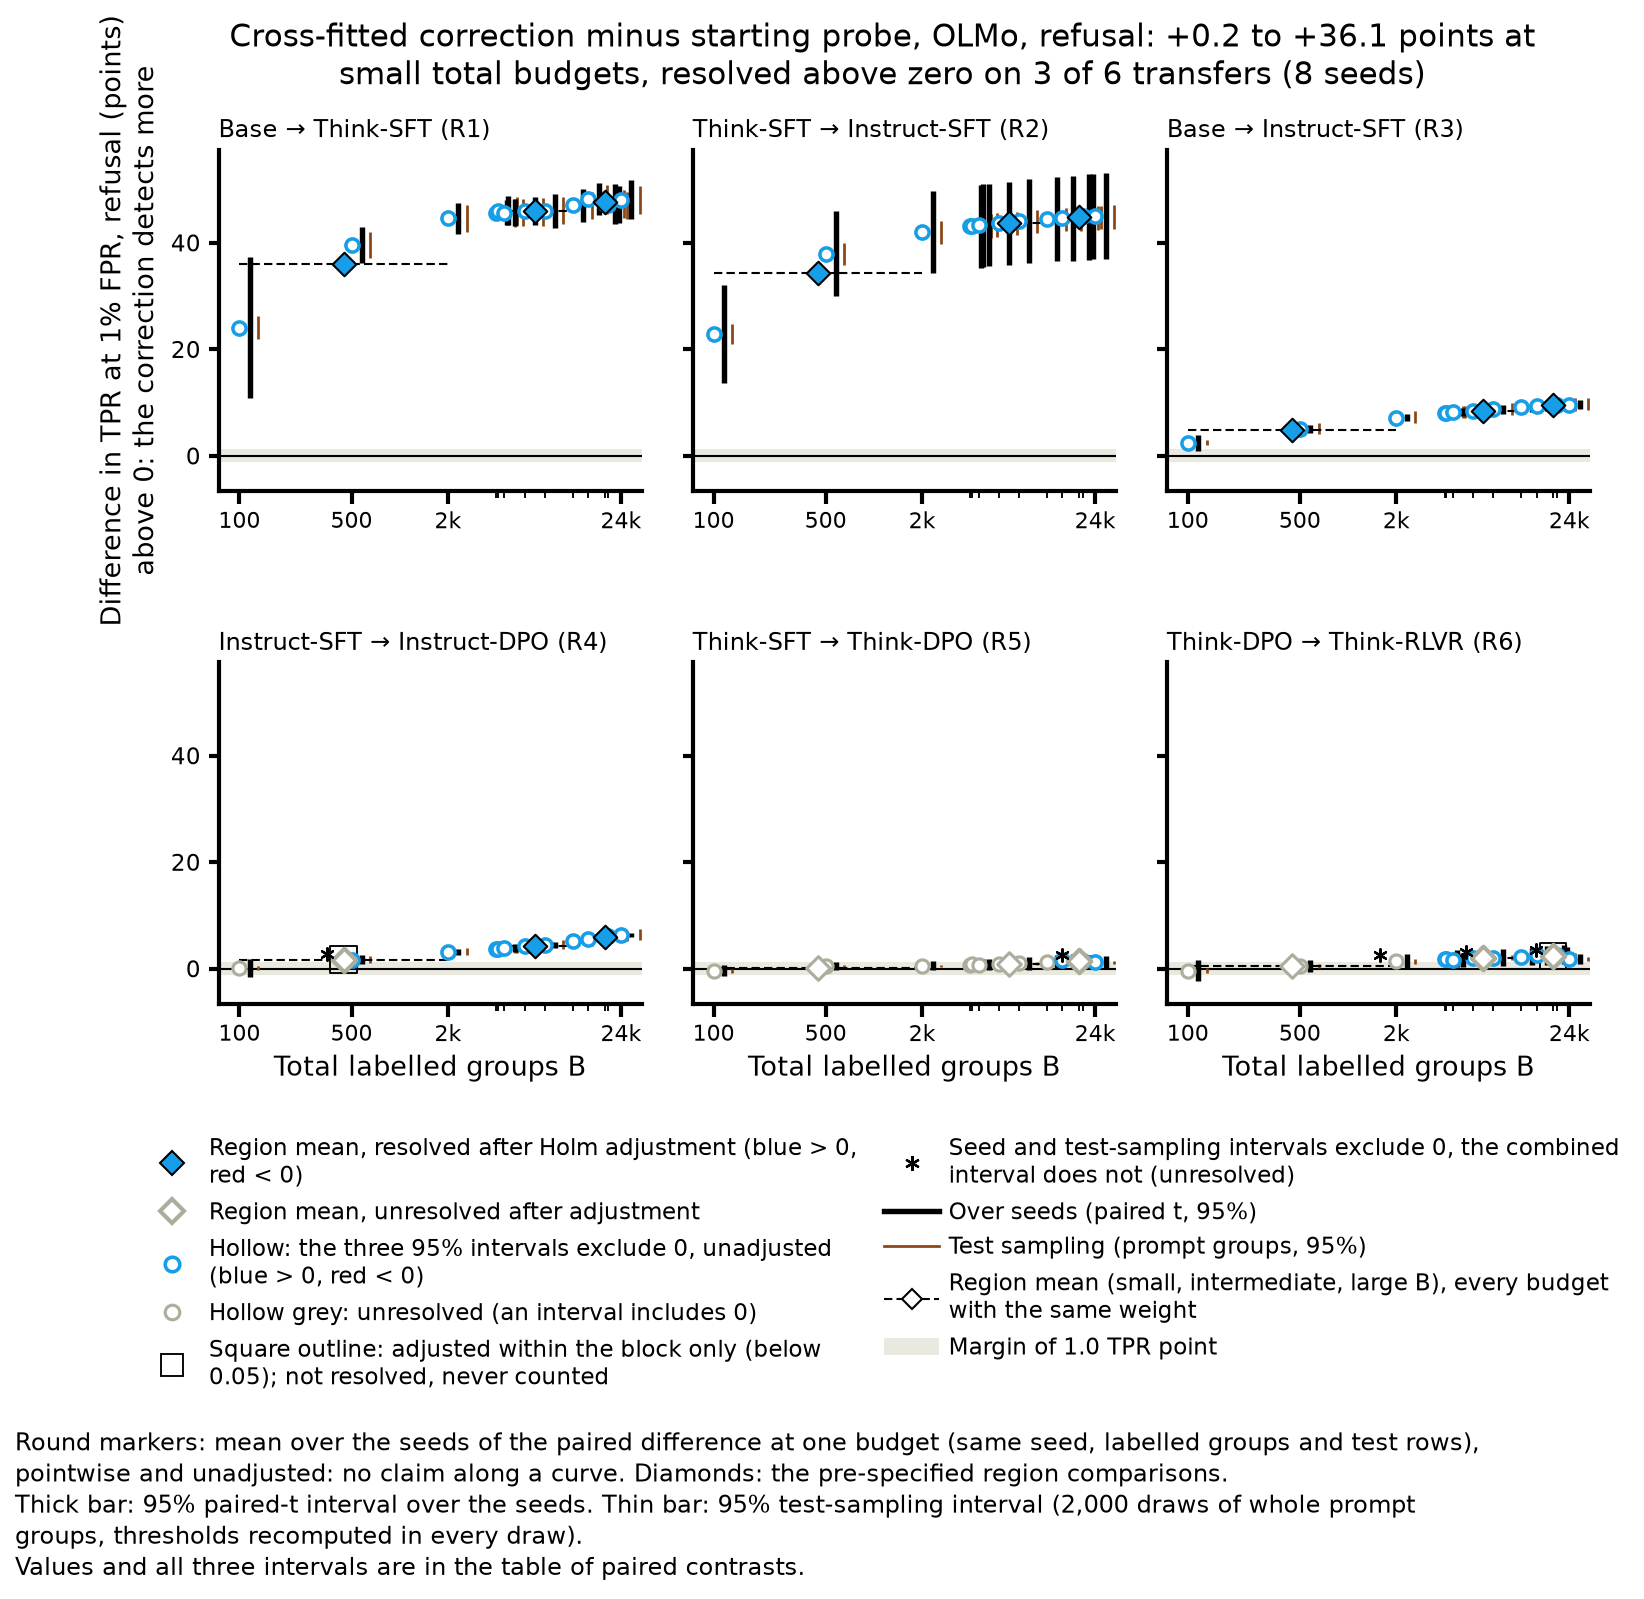 Cross-fitted correction minus starting probe, OLMo, refusal: +0.2 to +36.1 points at
small total budgets, resolved above zero on 3 of 6 transfers (8 seeds)
Difference in TPR at 1% FPR, refusal (points)
above 0: the correction detects more
Base → Think-SFT (R1)
40
20
0
100 500 2k 24k
Think-SFT → Instruct-SFT (R2)
100 500 2k 24k
Base → Instruct-SFT (R3)
100 500 2k 24k
Instruct-SFT → Instruct-DPO (R4)
40
20
0
100 500 2k 24k
Total labelled groups B
Think-SFT → Think-DPO (R5)
100 500 2k 24k
Total labelled groups B
Think-DPO → Think-RLVR (R6)
100 500 2k 24k
Total labelled groups B
Region mean, resolved after Holm adjustment (blue > 0,
red < 0)
Region mean, unresolved after adjustment
Hollow: the three 95% intervals exclude 0, unadjusted
(blue > 0, red < 0)
Hollow grey: unresolved (an interval includes 0)
Square outline: adjusted within the block only (below
0.05); not resolved, never counted
Seed and test-sampling intervals exclude 0, the combined
interval does not (unresolved)
Over seeds (paired t, 95%)
Test sampling (prompt groups, 95%)
Region mean (small, intermediate, large B), every budget
with the same weight
Margin of 1.0 TPR point
Round markers: mean over the seeds of the paired difference at one budget (same seed, labelled groups and test rows),
pointwise and unadjusted: no claim along a curve. Diamonds: the pre-specified region comparisons.
Thick bar: 95% paired-t interval over the seeds. Thin bar: 95% test-sampling interval (2,000 draws of whole prompt
groups, thresholds recomputed in every draw).
Values and all three intervals are in the table of paired contrasts.